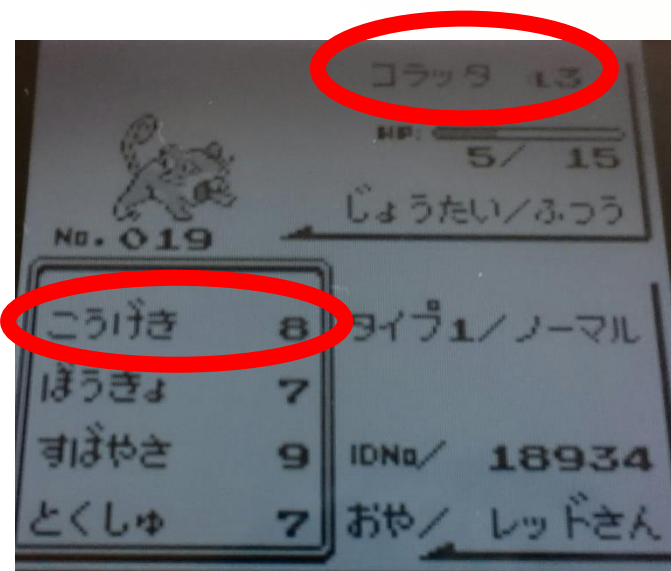 コラッタ :L3
HP:
5/ 15
じょうたい/ふつう
No.019
こうげき 8
ぼうぎょ 7
すばやさ 9
とくしゅ 7
タイプ1/ノーマル
IDNo/ 18934
おや/ レッドさん